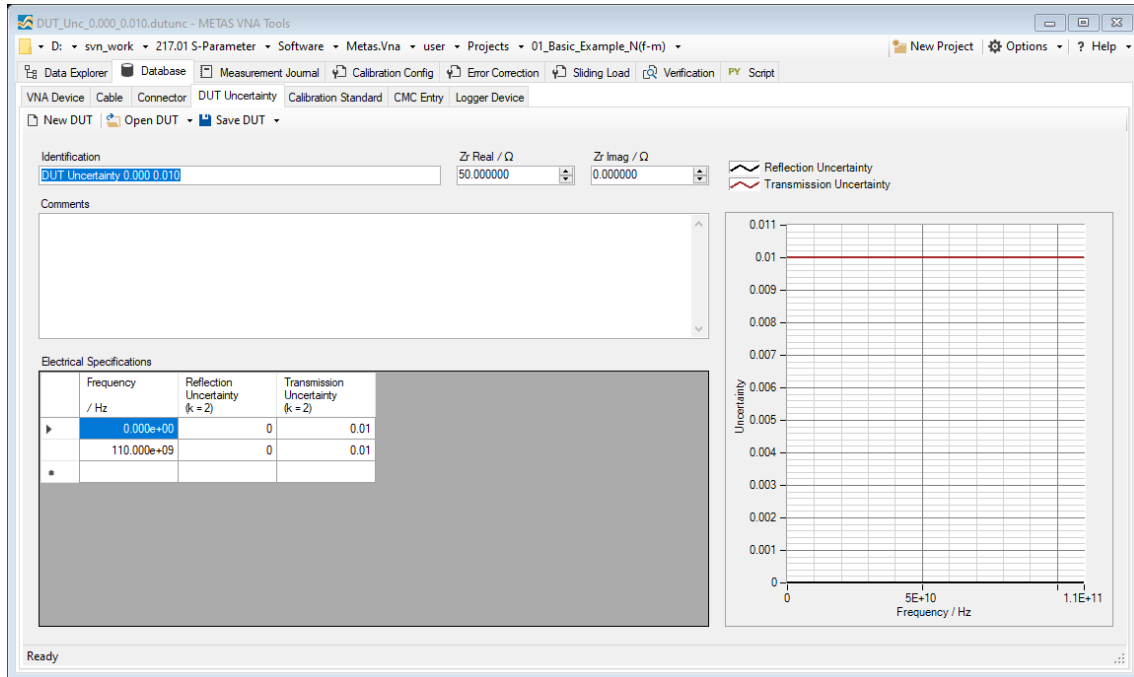 DUT_Unc_0.000_0.010.dutunc - METAS VNA Tools
D: svn_work 217.01 S-Parameter Software Metas.Vna user Projects 01_Basic_Example_N(f-m) New Project Options ? Help
Data Explorer Database Measurement Journal Calibration Config Error Correction Sliding Load Verification PY Script
VNA Device Cable Connector DUT Uncertainty Calibration Standard CMC Entry Logger Device
New DUT Open DUT Save DUT
Identification Zr Real / Ω Zr Imag / Ω
DUT Uncertainty 0.000 0.010 50.000000 0.000000
Reflection Uncertainty
Transmission Uncertainty
Comments
Electrical Specifications
Frequency Reflection Transmission
Uncertainty Uncertainty
/ Hz (k = 2) (k = 2)
0.000e+00 0 0.01
110.000e+09 0 0.01
*
0.011
0.01
0.009
0.008
0.007
0.006
0.005
0.004
0.003
0.002
0.001
0
Uncertainty
0 5E+10 1.1E+11
Frequency / Hz
Ready